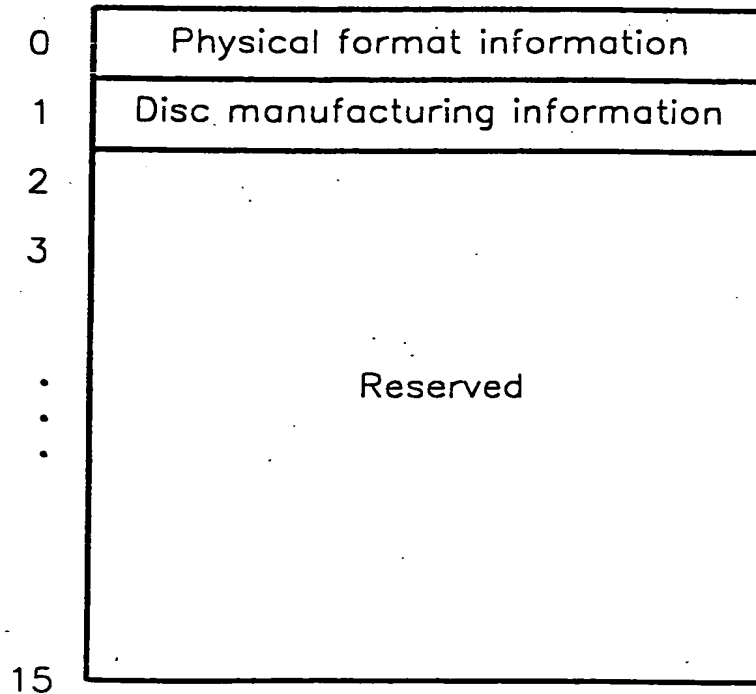 0 Physical format information
1 Disc manufacturing information
2
3
Reserved
15